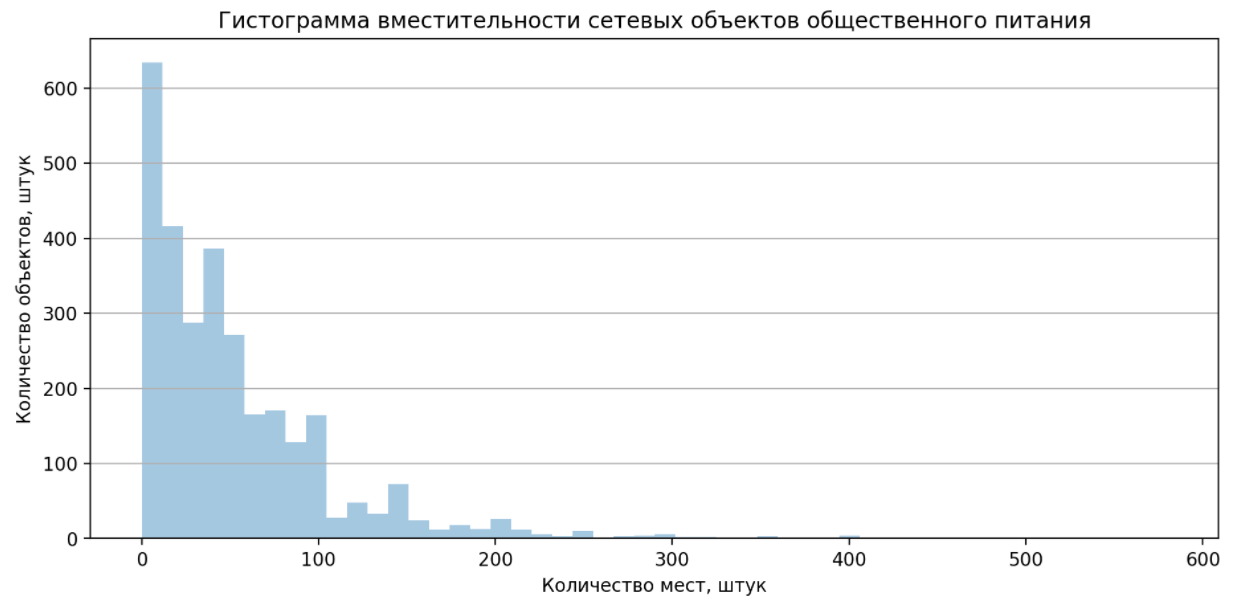 Гистограмма вместительности сетевых объектов общественного питания
Количество объектов, штук
600
500
400
300
200
100
0
0 100 200 300 400 500 600
Количество мест, штук